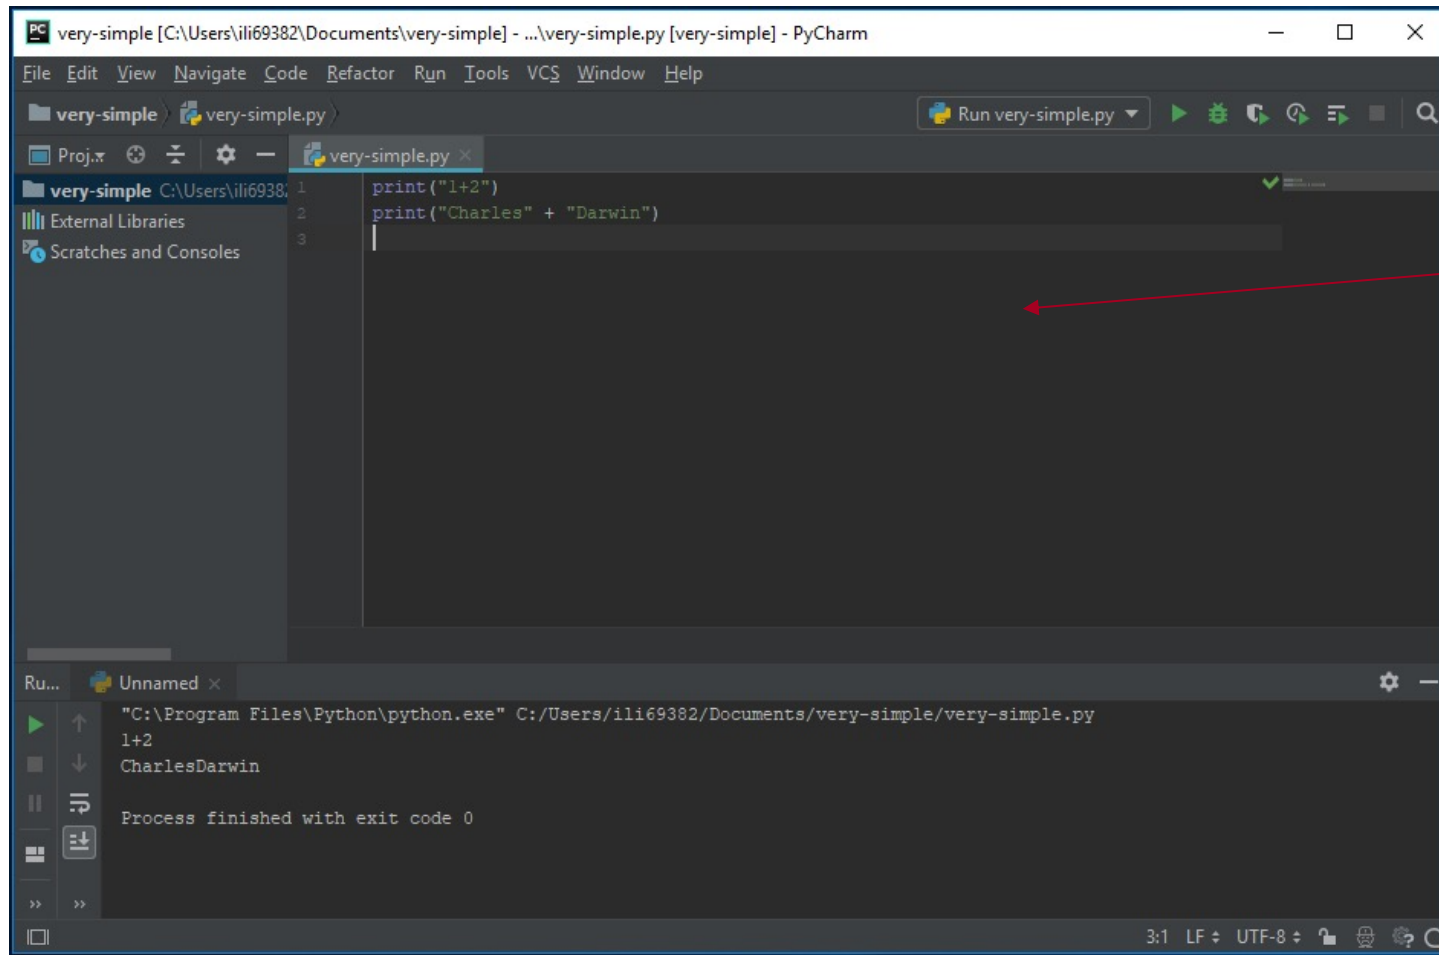 PC very-simple [C:\Users\ili69382\Documents\very-simple] - ...\very-simple.py [very-simple] - PyCharm
File Edit View Navigate Code Refactor Run Tools VCS Window Help
very-simple very-simple.py Run very-simple.py
Proj.. very-simple.py
very-simple C:\Users\ili69382
External Libraries
Scratches and Consoles
1 print("1+2")
2 print("Charles" + "Darwin")
3
Ru... Unnamed
"C:\Program Files\Python\python.exe" C:/Users/ili69382/Documents/very-simple/very-simple.py
1+2
CharlesDarwin
Process finished with exit code 0
3:1 LF UTF-8